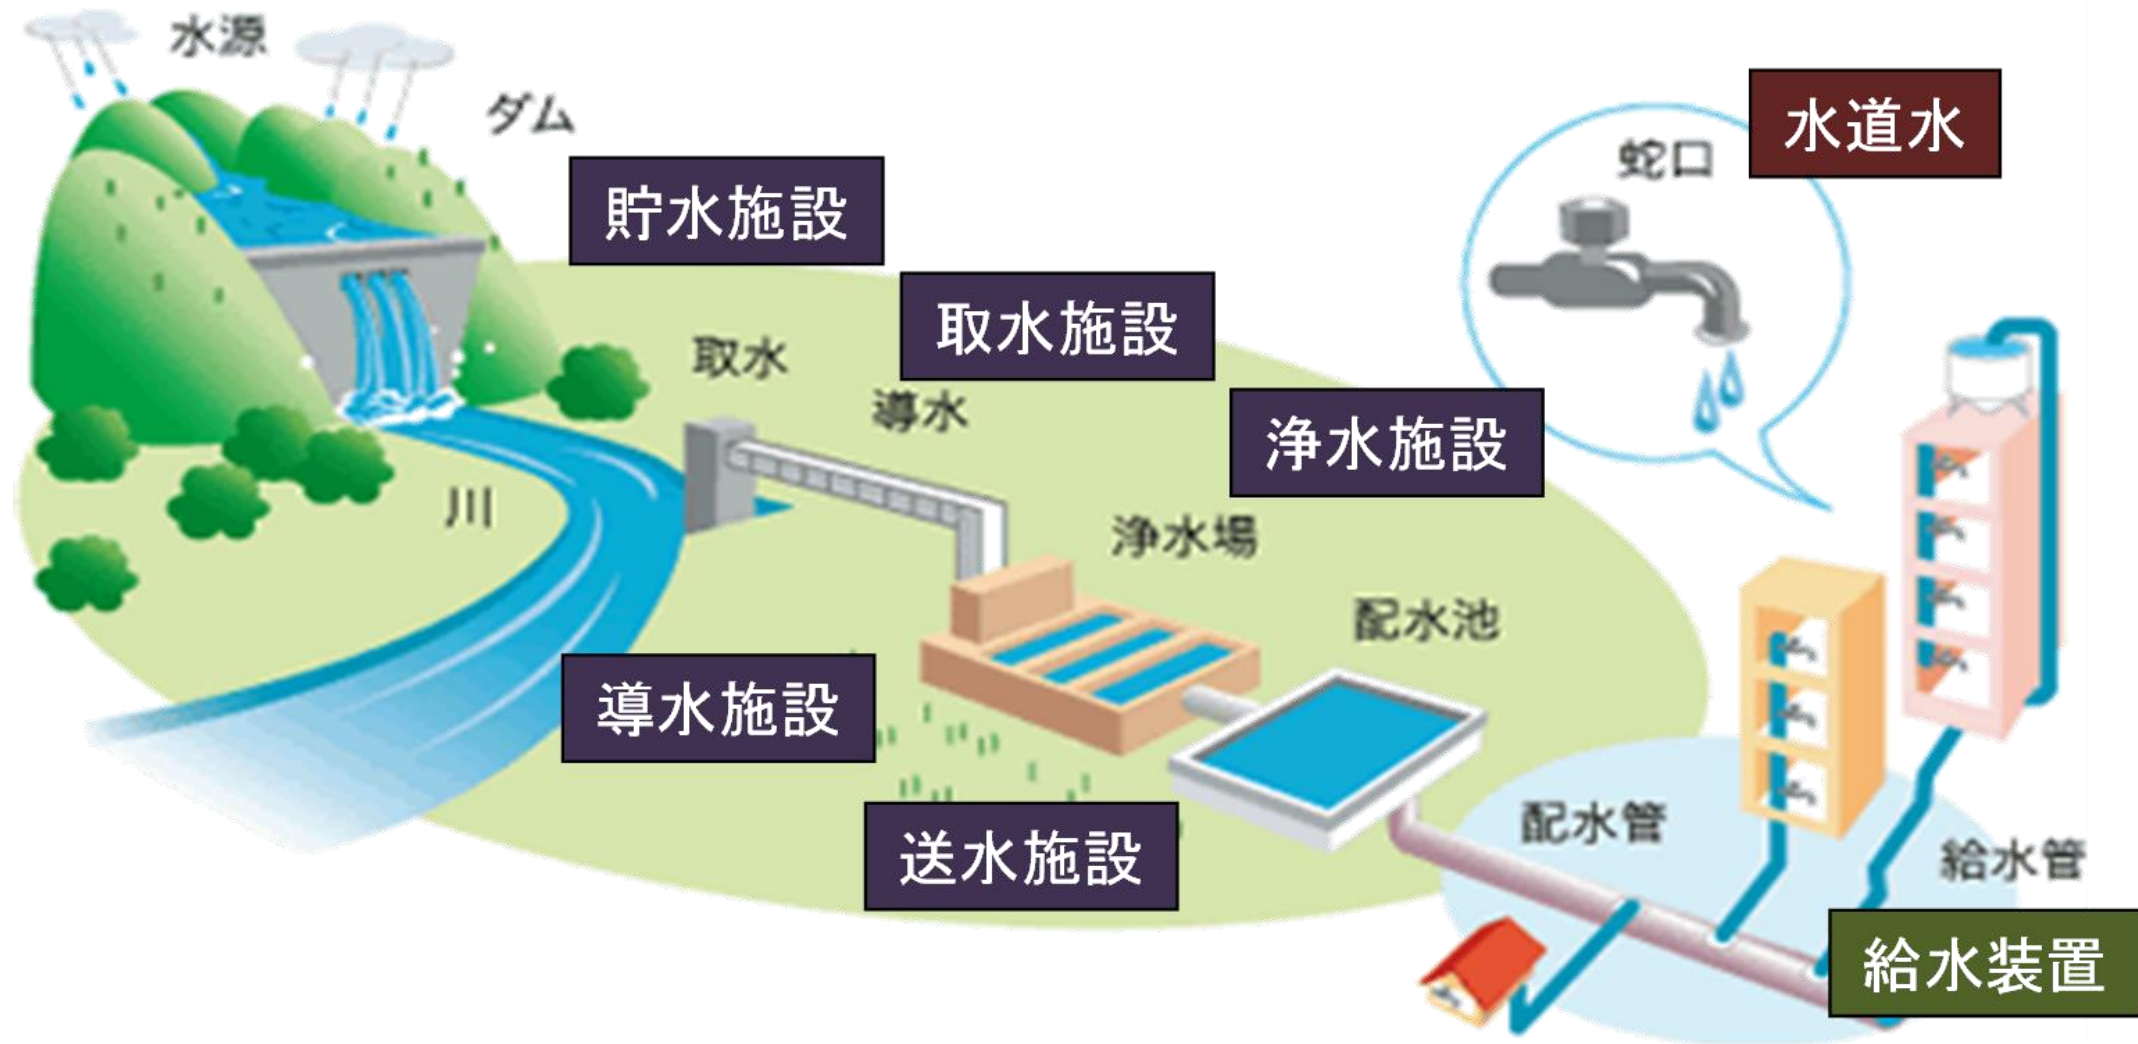 水源
ダム
水道水
蛇口
貯水施設
取水施設
取水
導水
浄水施設
川
浄水場
配水池
導水施設
配水管
送水施設
給水管
給水装置